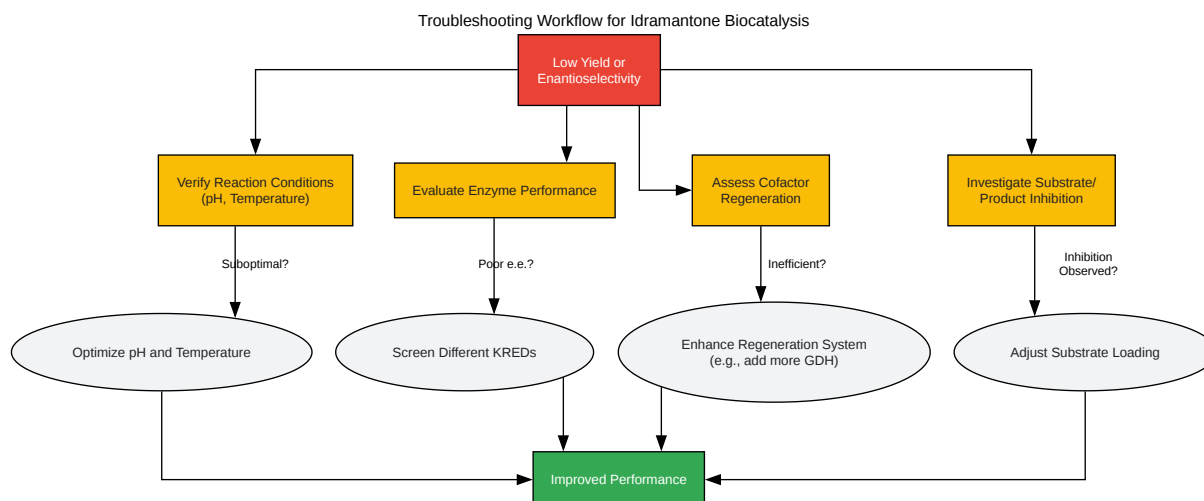 Troubleshooting Workflow for Idramantone Biocatalysis
Low Yield or
Enantioselectivity
Verify Reaction Conditions
(pH, Temperature)
Evaluate Enzyme Performance
Assess Cofactor
Regeneration
Investigate Substrate/
Product Inhibition
Suboptimal?
Poor e.e.?
Inefficient?
Inhibition
Observed?
Optimize pH and Temperature
Screen Different KREDs
Enhance Regeneration System
(e.g., add more GDH)
Adjust Substrate Loading
Improved Performance